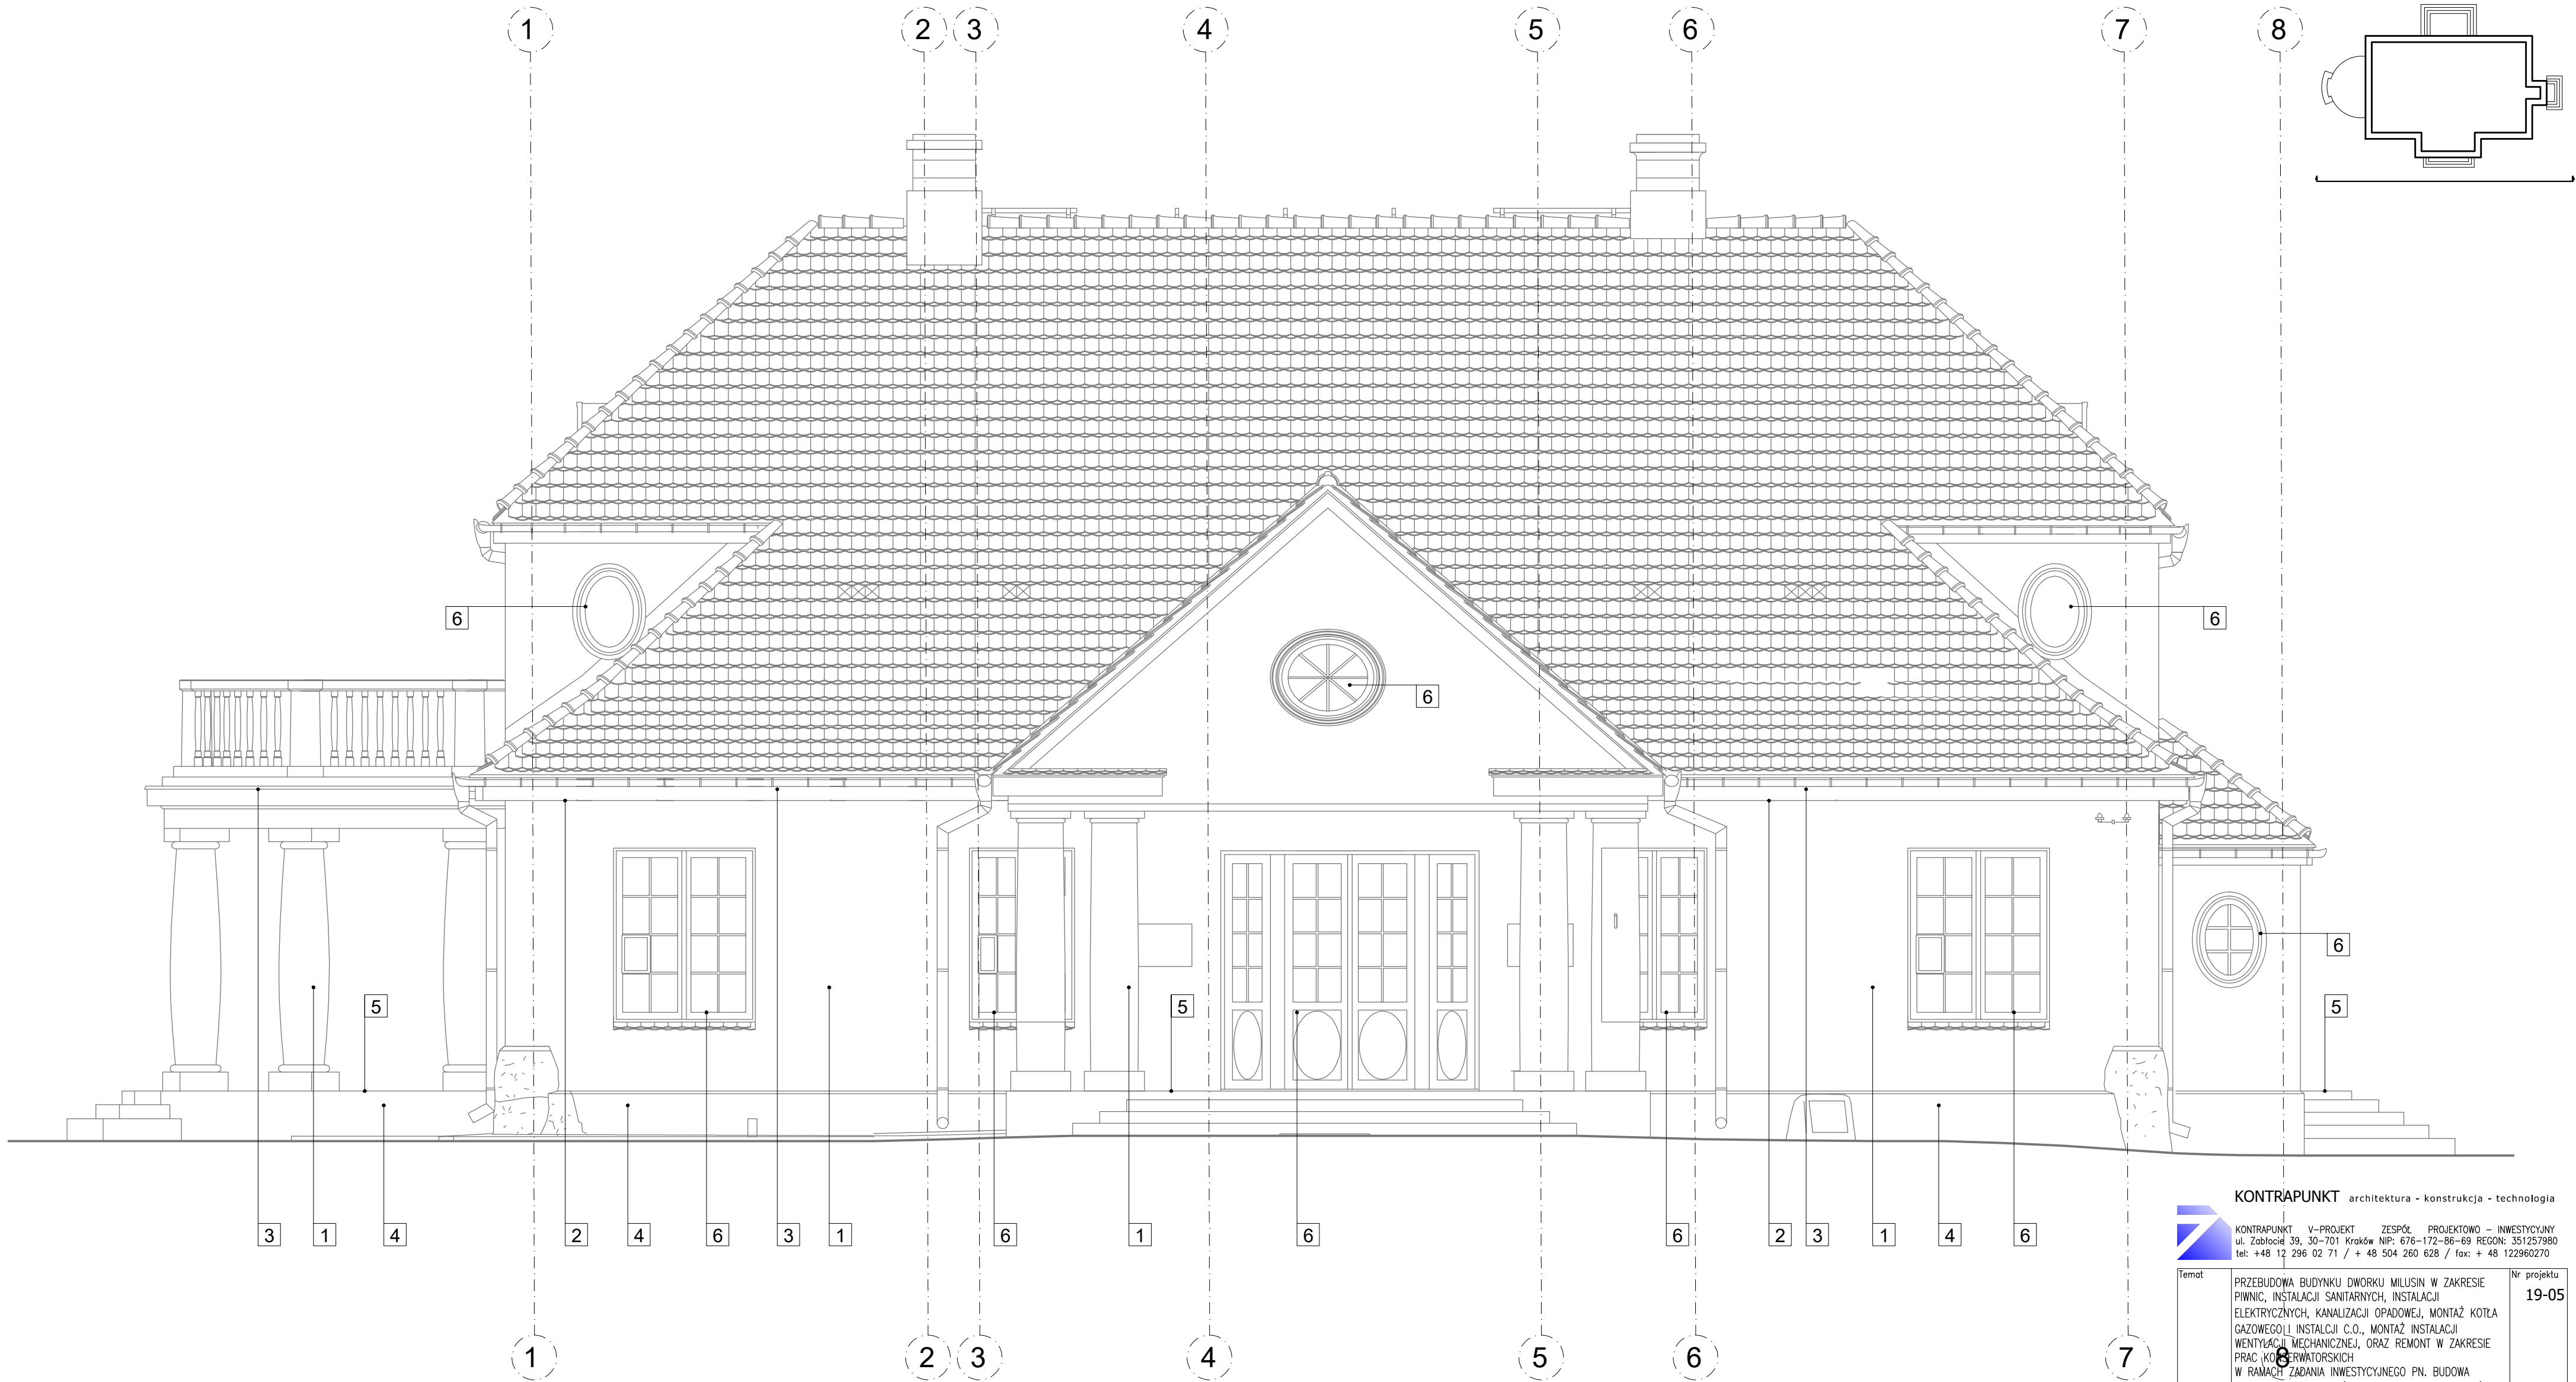 1 2 3 4 5 6 7 8
6 6
6
6
5 5 5
3 1 4 2 4 6 3 1 6 1 6 6 2 3 1 4 6
KONTRAPUNKT architektura - konstrukcja - technologia
KONTRAPUNKT V-PROJEKT ZESPÓŁ PROJEKTOWO - INWESTYCYJNY
ul. Zabłocie 39, 30-701 Kraków NIP: 676-172-86-69 REGON: 351257980
tel: +48 12 296 02 71 / + 48 504 260 628 / fax: + 48 122960270
Temat
PRZEBUDOWA BUDYNKU DWORKU MILUSIN W ZAKRESIE
PIWNIC, INSTALACJI SANITARNYCH, INSTALACJI
ELEKTRYCZNYCH, KANALIZACJI OPADOWEJ, MONTAŻ KOTŁA
GAZOWEGO I INSTALCJI C.O., MONTAŻ INSTALACJI
WENTYLACJI MECHANICZNEJ, ORAZ REMONT W ZAKRESIE
PRAC KONSERWATORSKICH
W RAMACH ZADANIA INWESTYCYJNEGO PN. BUDOWA
Nr projektu
19-05
1 2 3 4 5 6 7 8